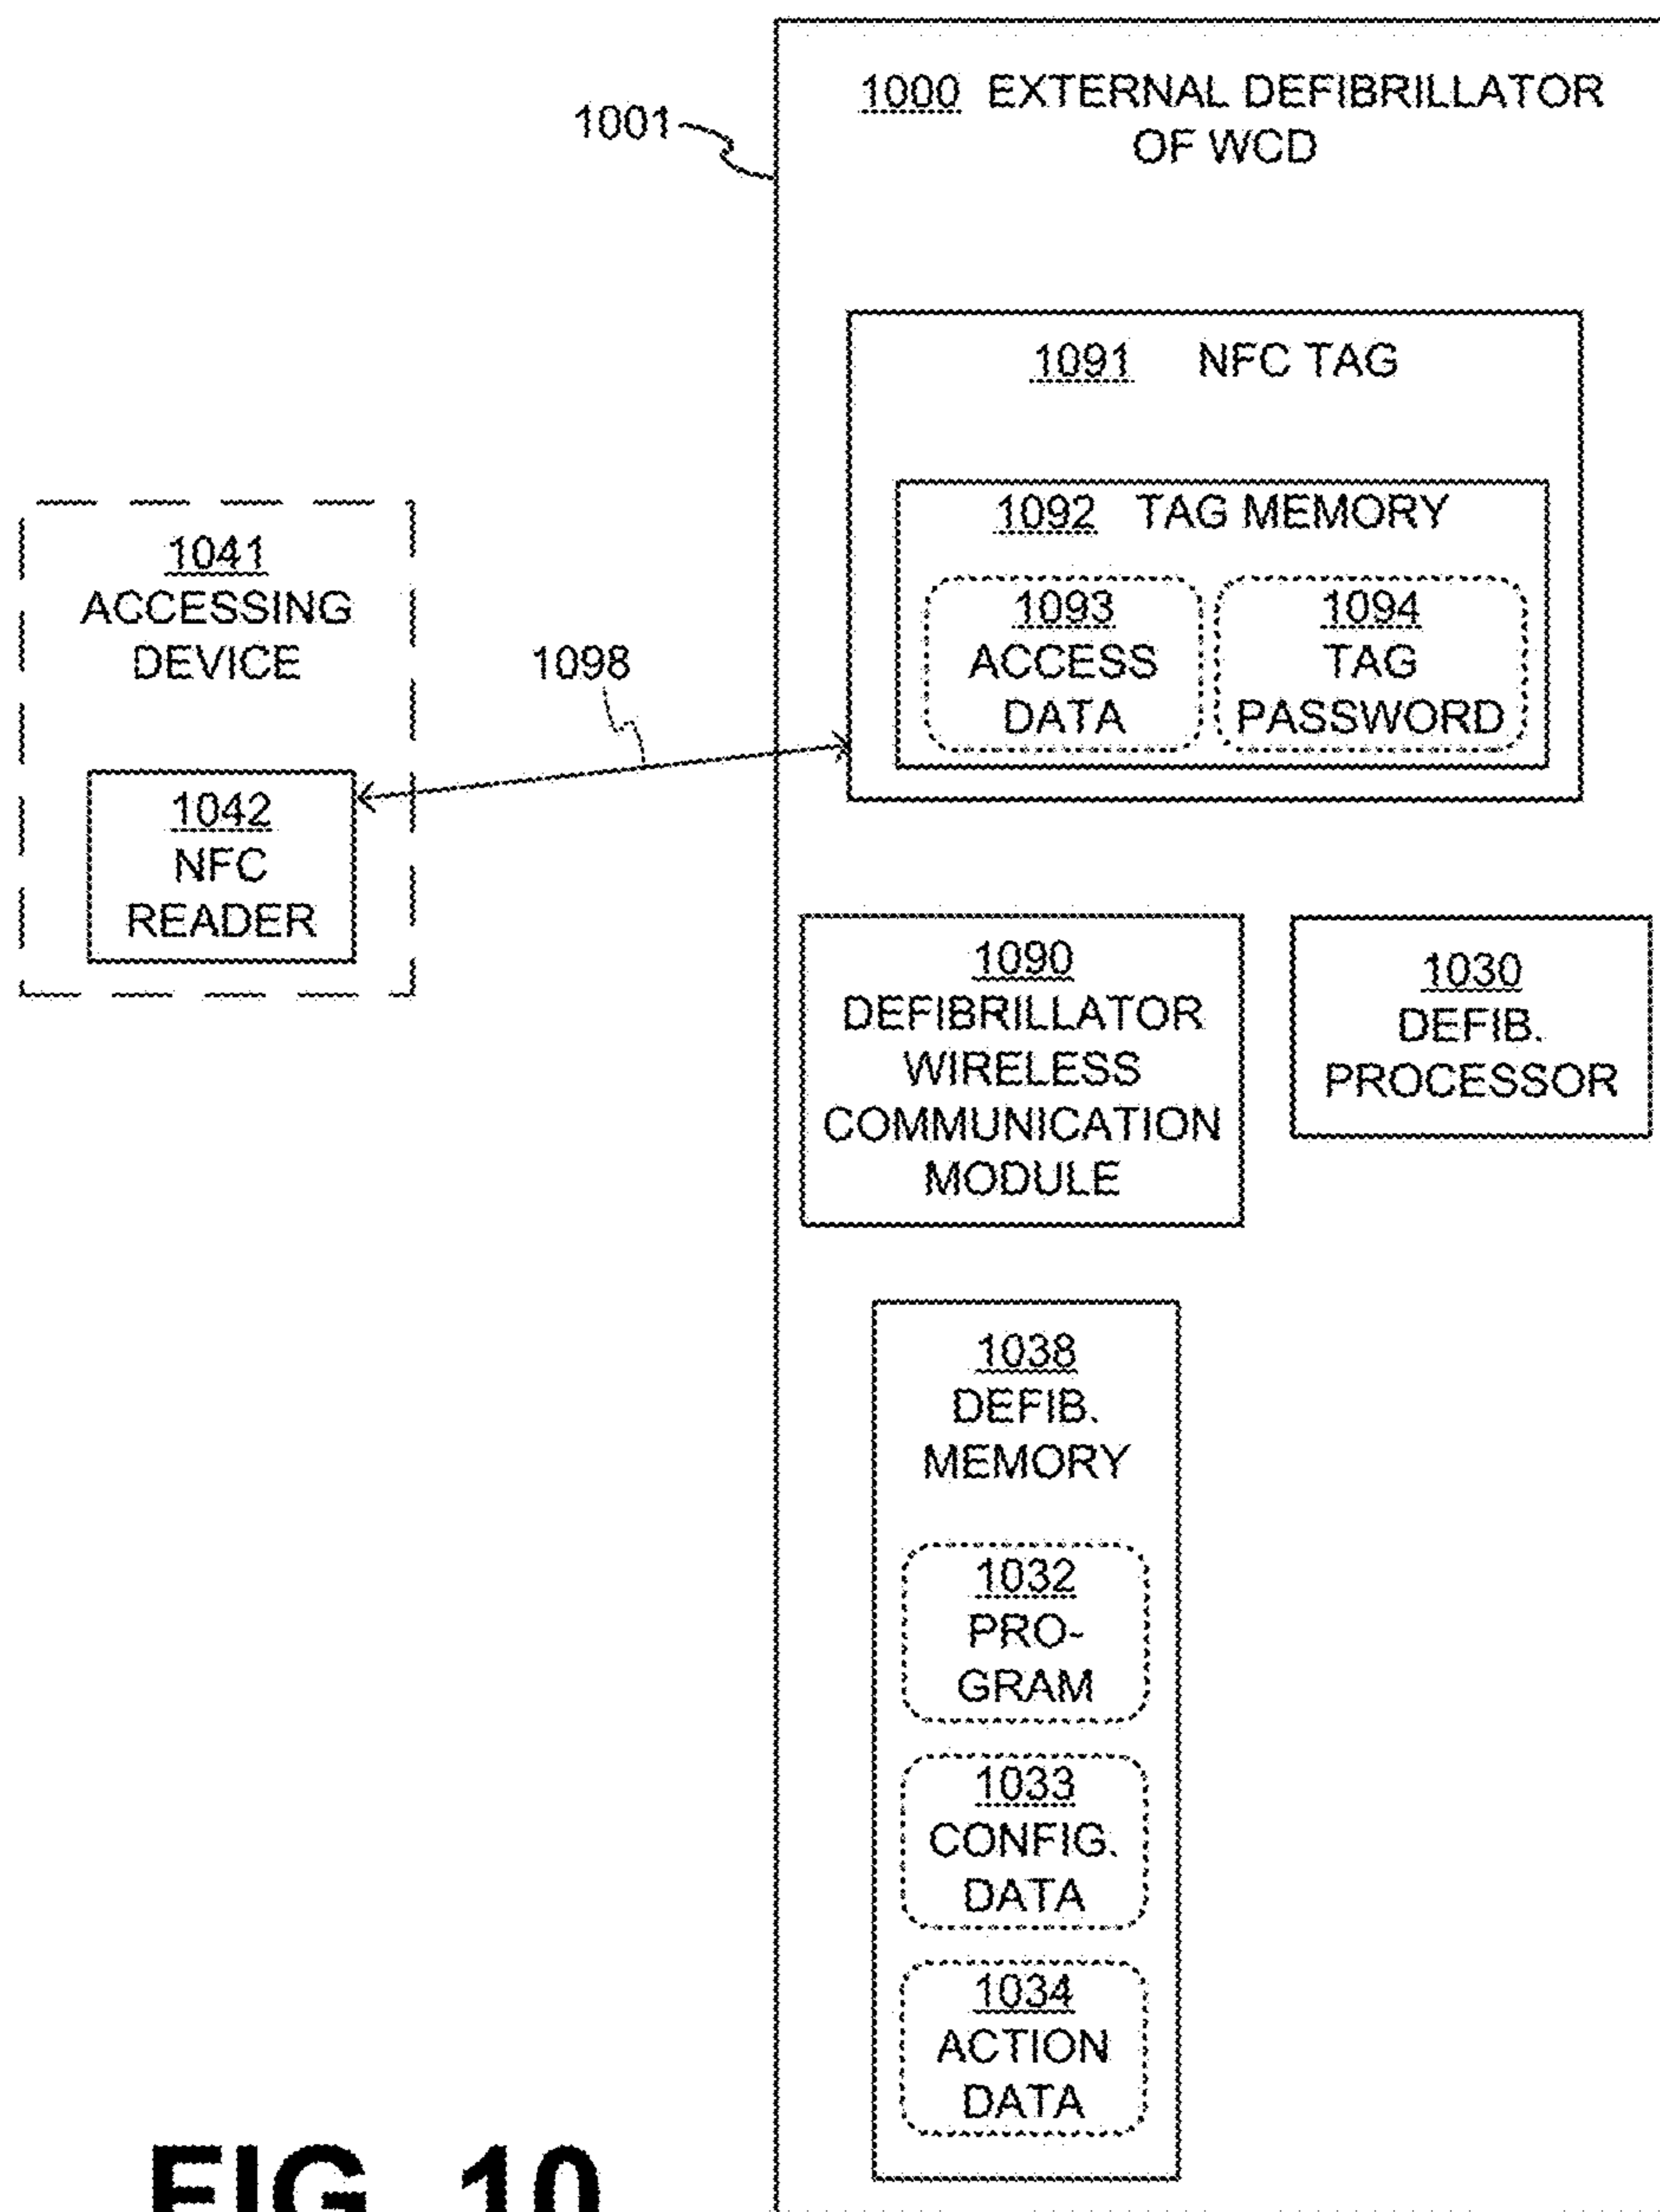 1000 EXTERNAL DEFIBRILLATOR
OF WCD
1001
1091 NFC TAG
1092 TAG MEMORY
1093
ACCESS
DATA
1094
TAG
PASSWORD
1041
ACCESSING
DEVICE
1098
1042
NFC
READER
1090
DEFIBRILLATOR
WIRELESS
COMMUNICATION
MODULE
1030
DEFIB.
PROCESSOR
1038
DEFIB.
MEMORY
1032
PRO-
GRAM
1033
CONFIG.
DATA
1034
ACTION
DATA
FIG. 10